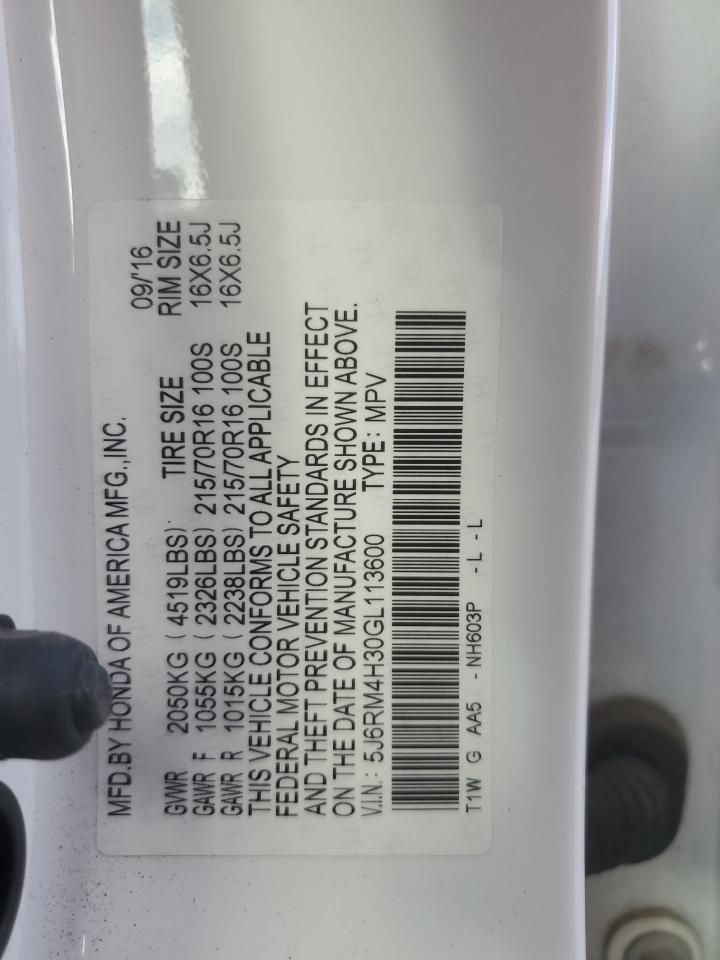 MFD.BY HONDA OF AMERICA MFG.,INC. 09/'16
GVWR 2050KG ( 4519LBS) TIRE SIZE RIM SIZE
GAWR F 1055KG ( 2326LBS) 215/70R16 100S 16X6.5J
GAWR R 1015KG ( 2238LBS) 215/70R16 100S 16X6.5J
THIS VEHICLE CONFORMS TO ALL APPLICABLE
FEDERAL MOTOR VEHICLE SAFETY
AND THEFT PREVENTION STANDARDS IN EFFECT
ON THE DATE OF MANUFACTURE SHOWN ABOVE.
V.I.N.: 5J6RM4H30GL113600 TYPE: MPV
T1W G AA5 - NH603P - L - L